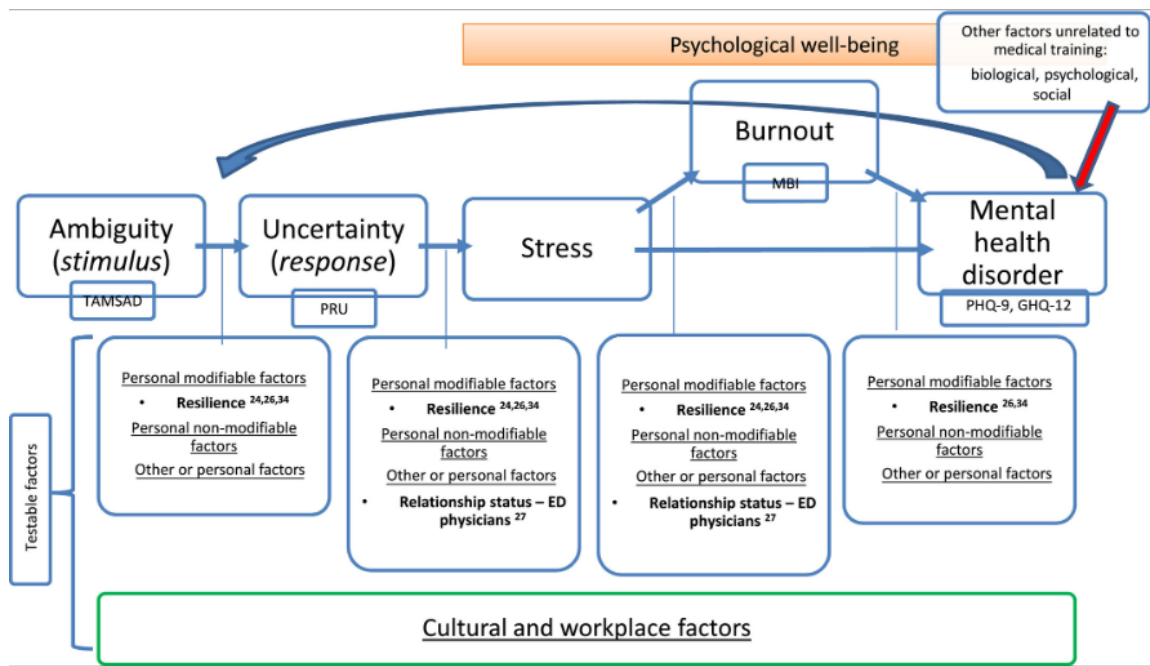 Psychological well-being
Other factors unrelated to
medical training:
biological, psychological,
social
Burnout
MBI
Ambiguity
(stimulus)
TAMSAD
Uncertainty
(response)
PRU
Stress
Mental
health
disorder
PHQ-9, GHQ-12
Testable factors
Personal modifiable factors
• Resilience 24,26,34
Personal non-modifiable
factors
Other or personal factors
Personal modifiable factors
• Resilience 24,26,34
Personal non-modifiable
factors
Other or personal factors
• Relationship status – ED
physicians 27
Personal modifiable factors
• Resilience 24,26,34
Personal non-modifiable
factors
Other or personal factors
• Relationship status – ED
physicians 27
Personal modifiable factors
• Resilience 26,34
Personal non-modifiable
factors
Other or personal factors
Cultural and workplace factors